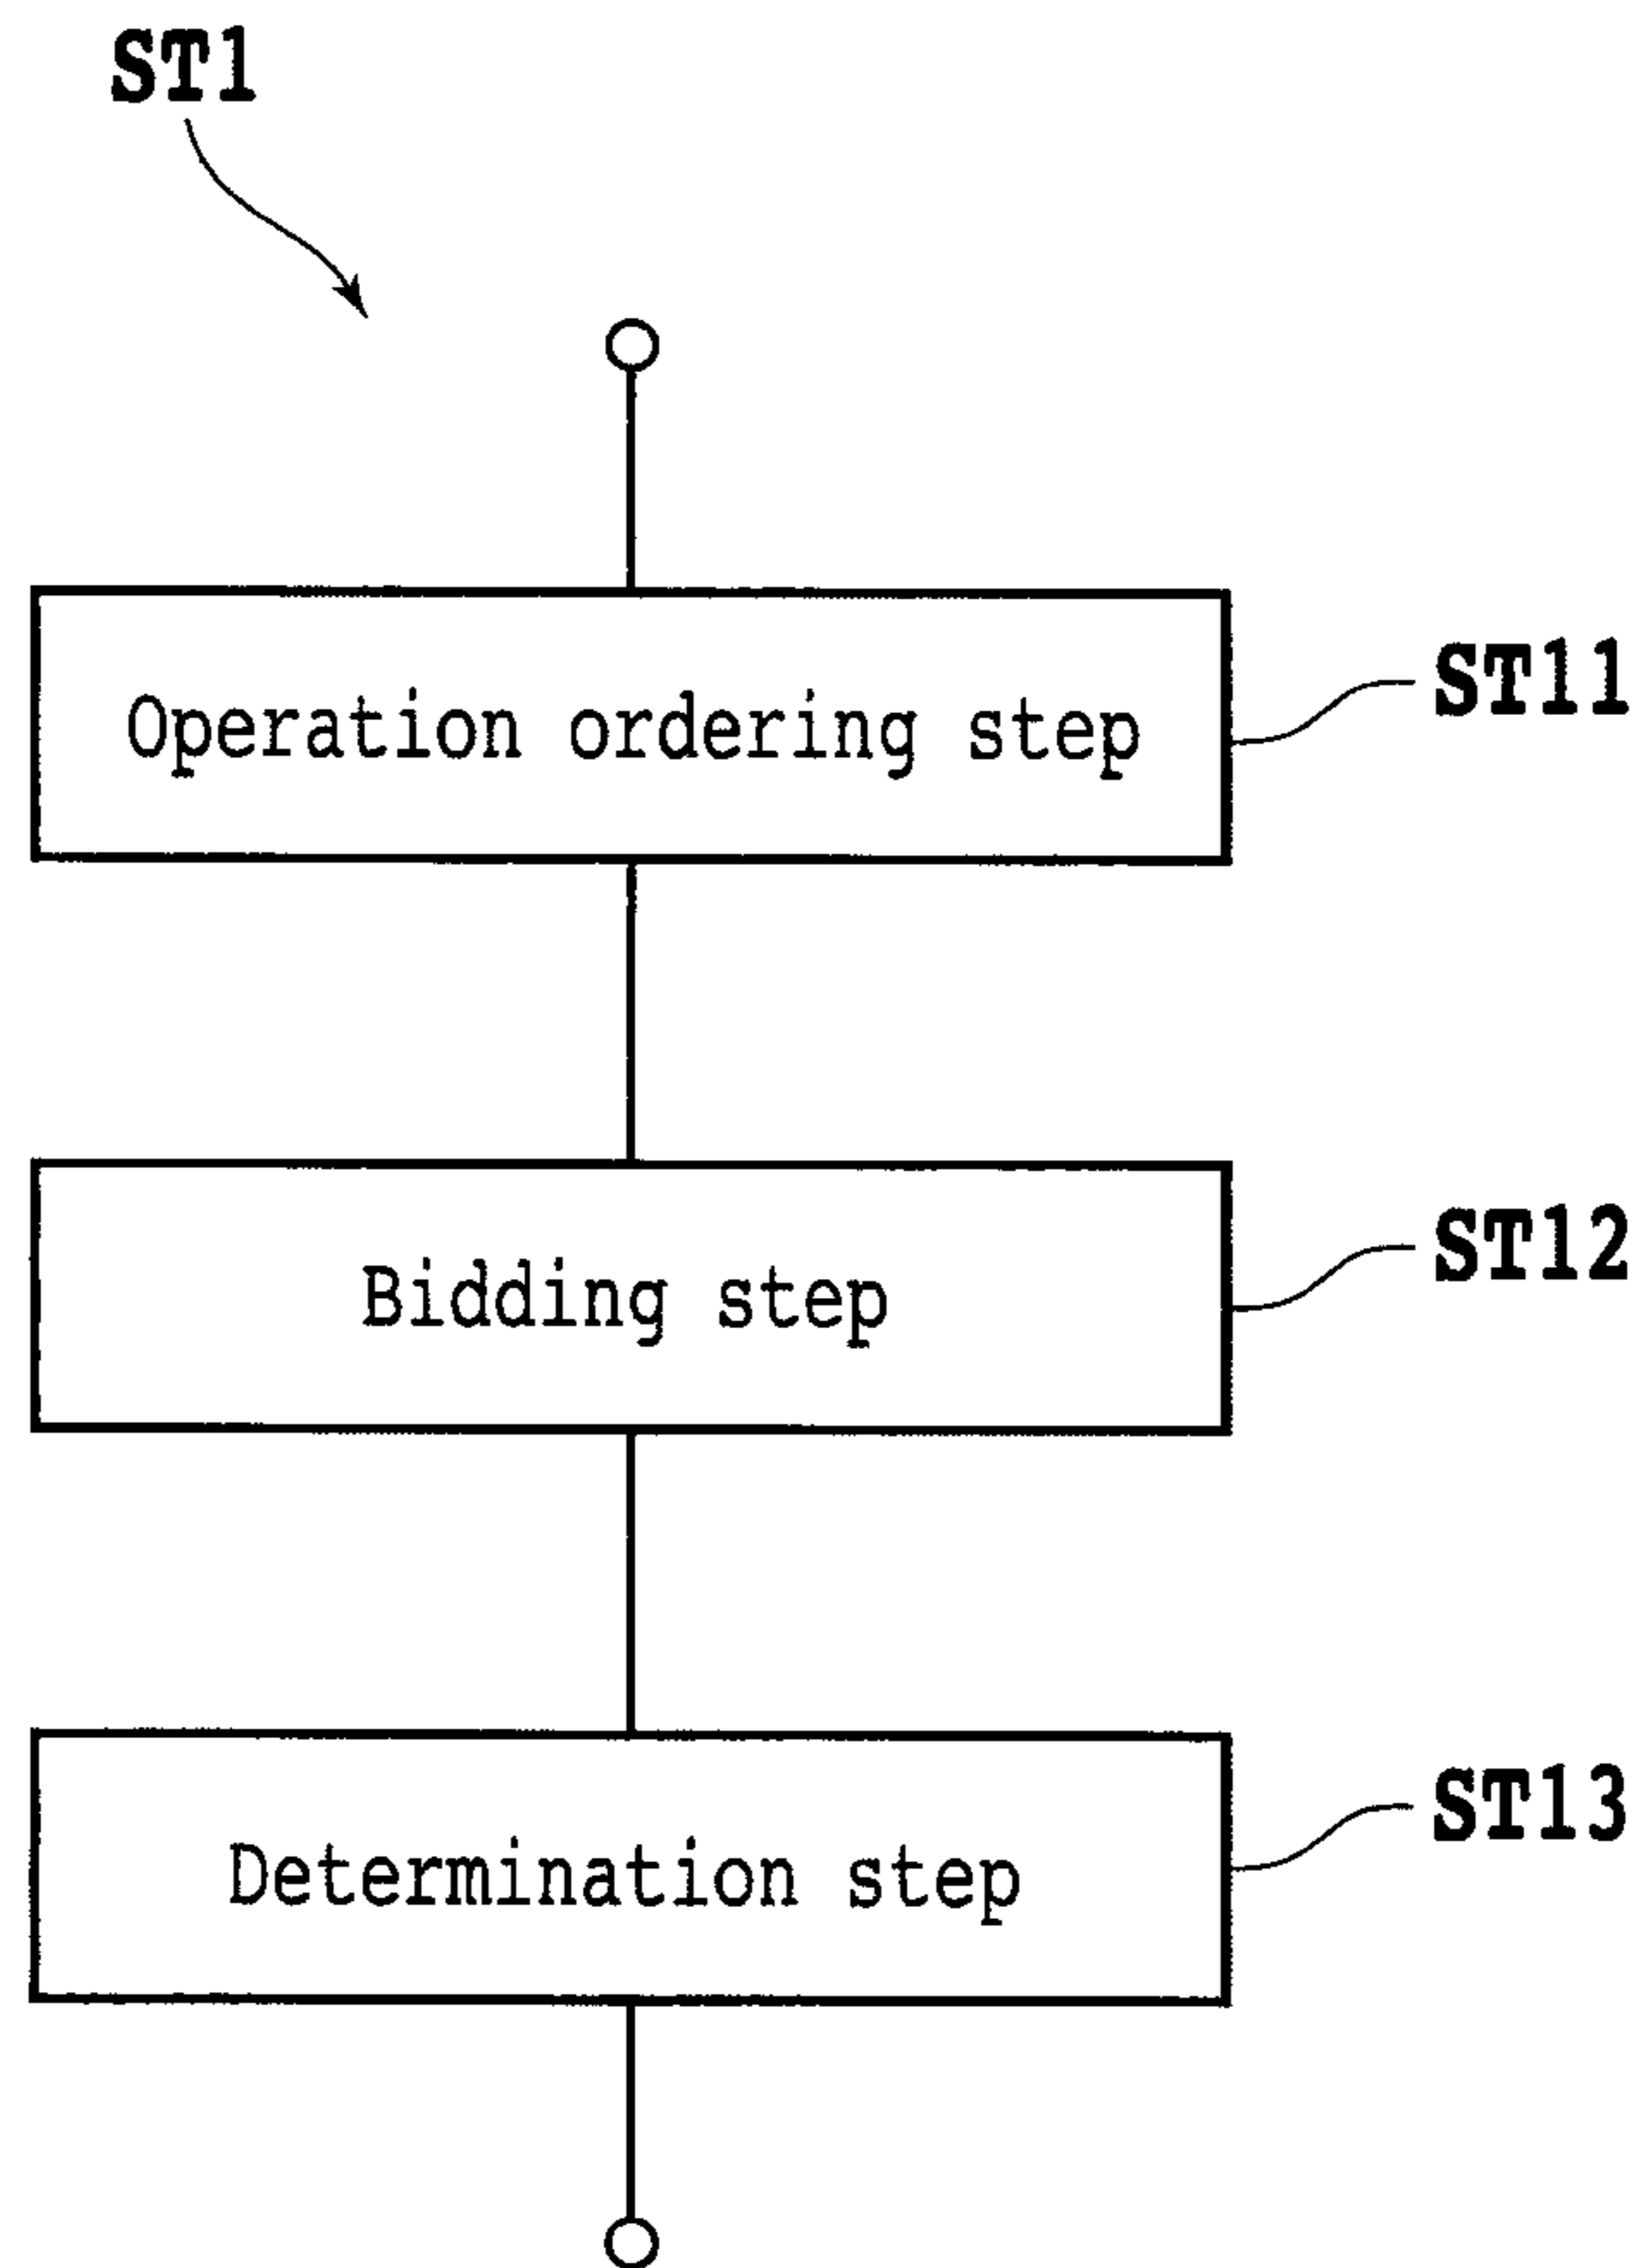 ST1
Operation ordering step
ST11
Bidding step
ST12
Determination step
ST13